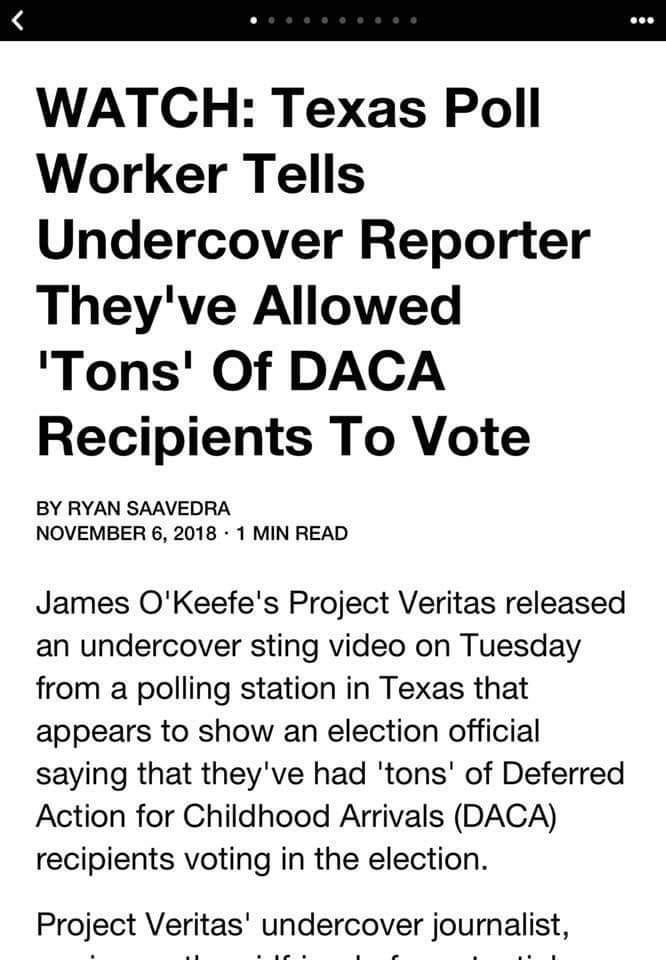 WATCH: Texas Poll
Worker Tells
Undercover Reporter
They've Allowed
'Tons' Of DACA
Recipients To Vote
BY RYAN SAAVEDRA
NOVEMBER 6, 2018 · 1 MIN READ
James O'Keefe's Project Veritas released
an undercover sting video on Tuesday
from a polling station in Texas that
appears to show an election official
saying that they've had 'tons' of Deferred
Action for Childhood Arrivals (DACA)
recipients voting in the election.
Project Veritas' undercover journalist,